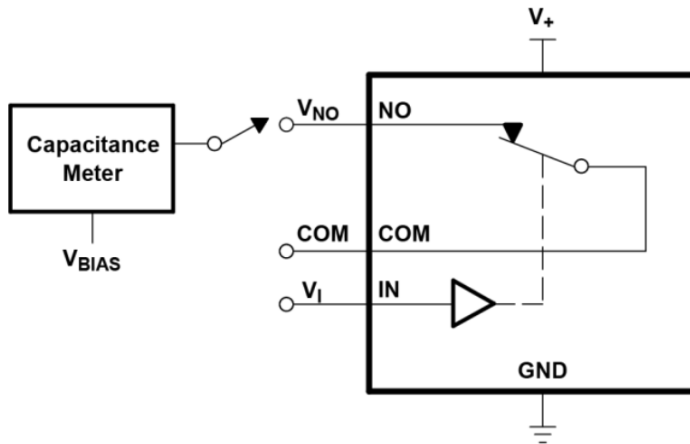 V+
VNO NO
Capacitance
Meter
VBIAS
COM COM
VI IN
GND